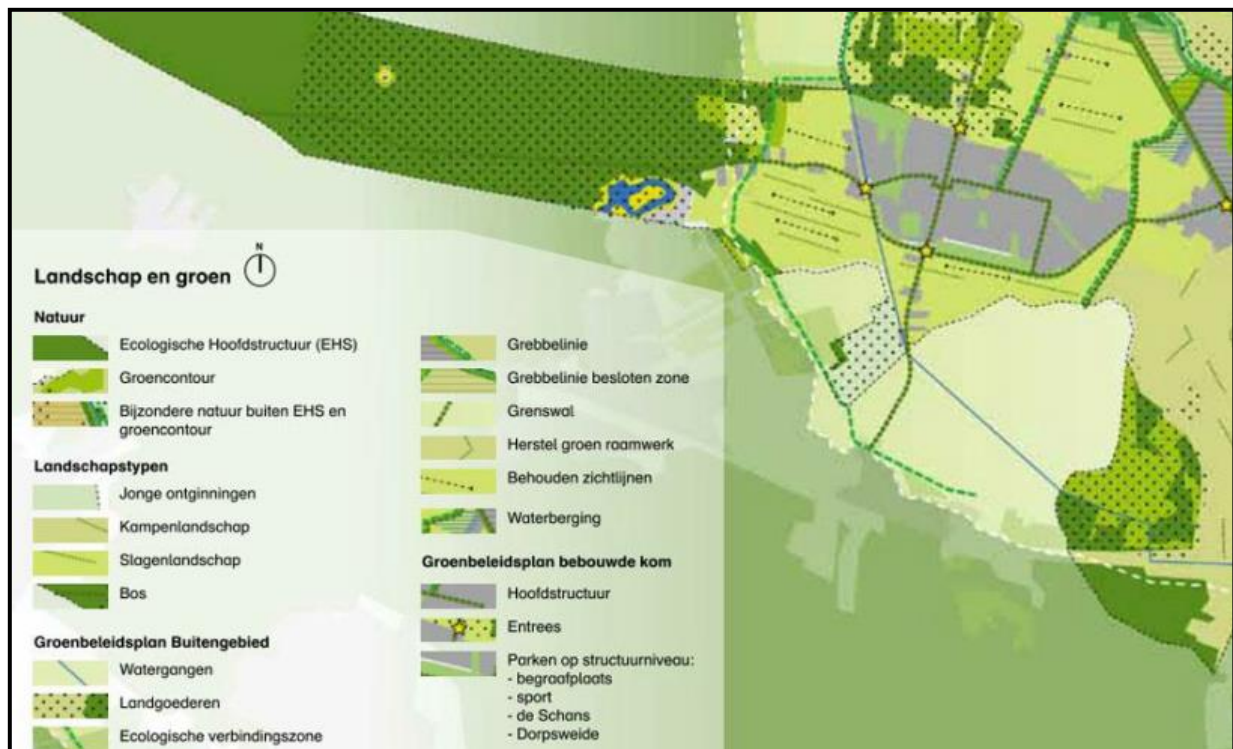 N
Landschap en groen
Natuur
Ecologische Hoofdstructuur (EHS)
Groencontour
Bijzondere natuur buiten EHS en
groencontour
Landschapstypen
Jonge ontginningen
Kampenlandschap
Slagenlandschap
Bos
Groenbeleidsplan Buitengebied
Watergangen
Landgoederen
Ecologische verbindingszone
Grebbelinie
Grebbelinie besloten zone
Grenswal
Herstel groen raamwerk
Behouden zichtlijnen
Waterberging
Groenbeleidsplan bebouwde kom
Hoofdstructuur
Entrees
Parken op structuurniveau:
- begraafplaats
- sport
- de Schans
- Dorpsweide